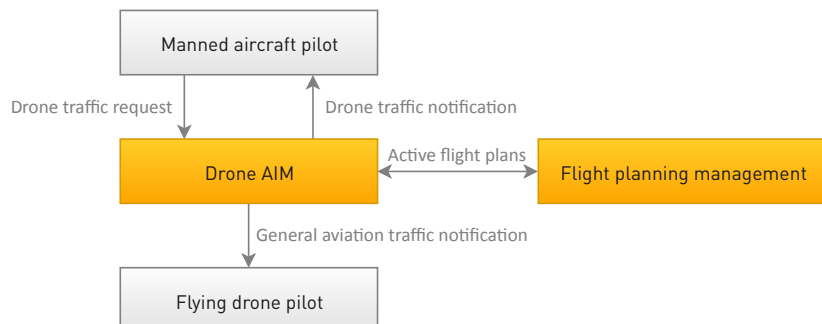 Manned aircraft pilot
Drone traffic request
Drone traffic notification
Drone AIM
Active flight plans
Flight planning management
General aviation traffic notification
Flying drone pilot